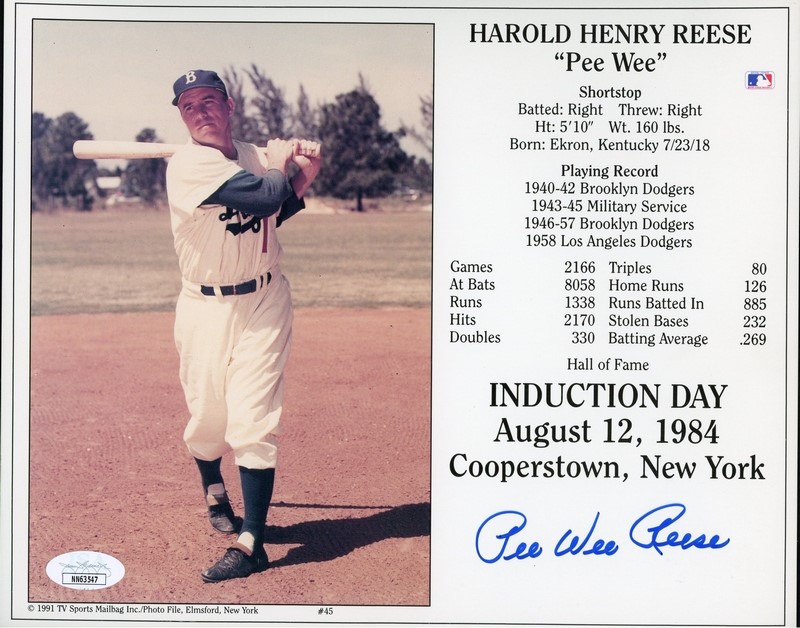 HAROLD HENRY REESE
“Pee Wee”
Shortstop
Batted: Right Threw: Right
Ht: 5'10" Wt. 160 lbs.
Born: Ekron, Kentucky 7/23/18
Playing Record
1940-42 Brooklyn Dodgers
1943-45 Military Service
1946-57 Brooklyn Dodgers
1958 Los Angeles Dodgers
Games 2166 Triples 80
At Bats 8058 Home Runs 126
Runs 1338 Runs Batted In 885
Hits 2170 Stolen Bases 232
Doubles 330 Batting Average .269
Hall of Fame
INDUCTION DAY
August 12, 1984
Cooperstown, New York
Pee Wee Reese
B
NN63547
© 1991 TV Sports Mailbag Inc./Photo File, Elmsford, New York #45